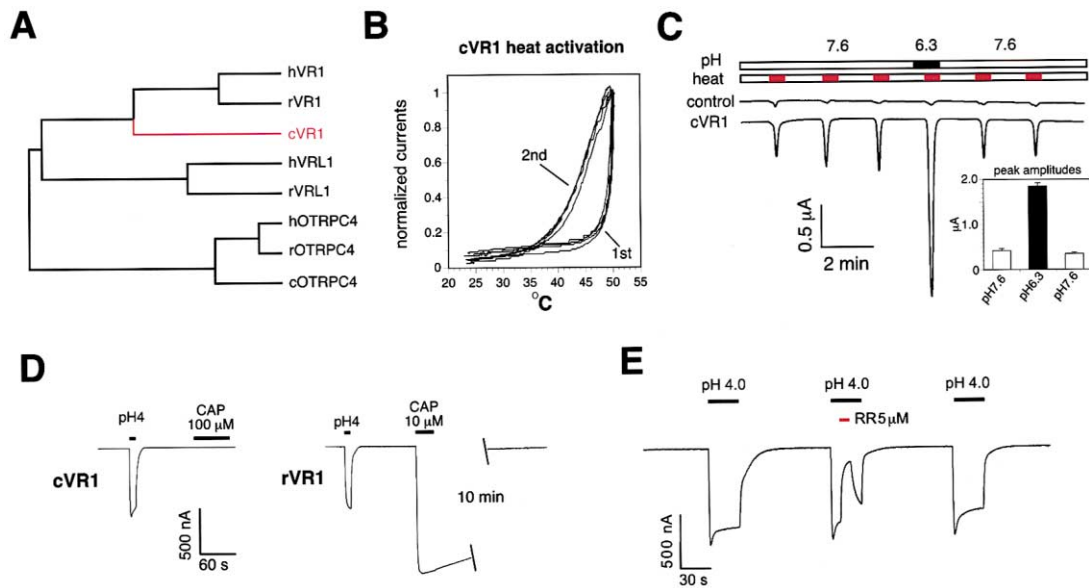 A
hVR1
rVR1
cVR1
hVRL1
rVRL1
hOTRPC4
rOTRPC4
cOTRPC4
B
cVR1 heat activation
normalized currents
1
0.8
0.6
0.4
0.2
0
2nd
1st
20 25 30 35 40 45 50 55
°C
C
7.6 6.3 7.6
pH
heat
control
cVR1
0.5 µA
2 min
peak amplitudes
2.0
1.0
0
µA
pH7.6 pH6.3 pH7.6
D
pH4
CAP
100 µM
cVR1
500 nA
60 s
pH4
CAP
10 µM
rVR1
10 min
E
pH 4.0 pH 4.0 pH 4.0
RR5µM
500 nA
30 s